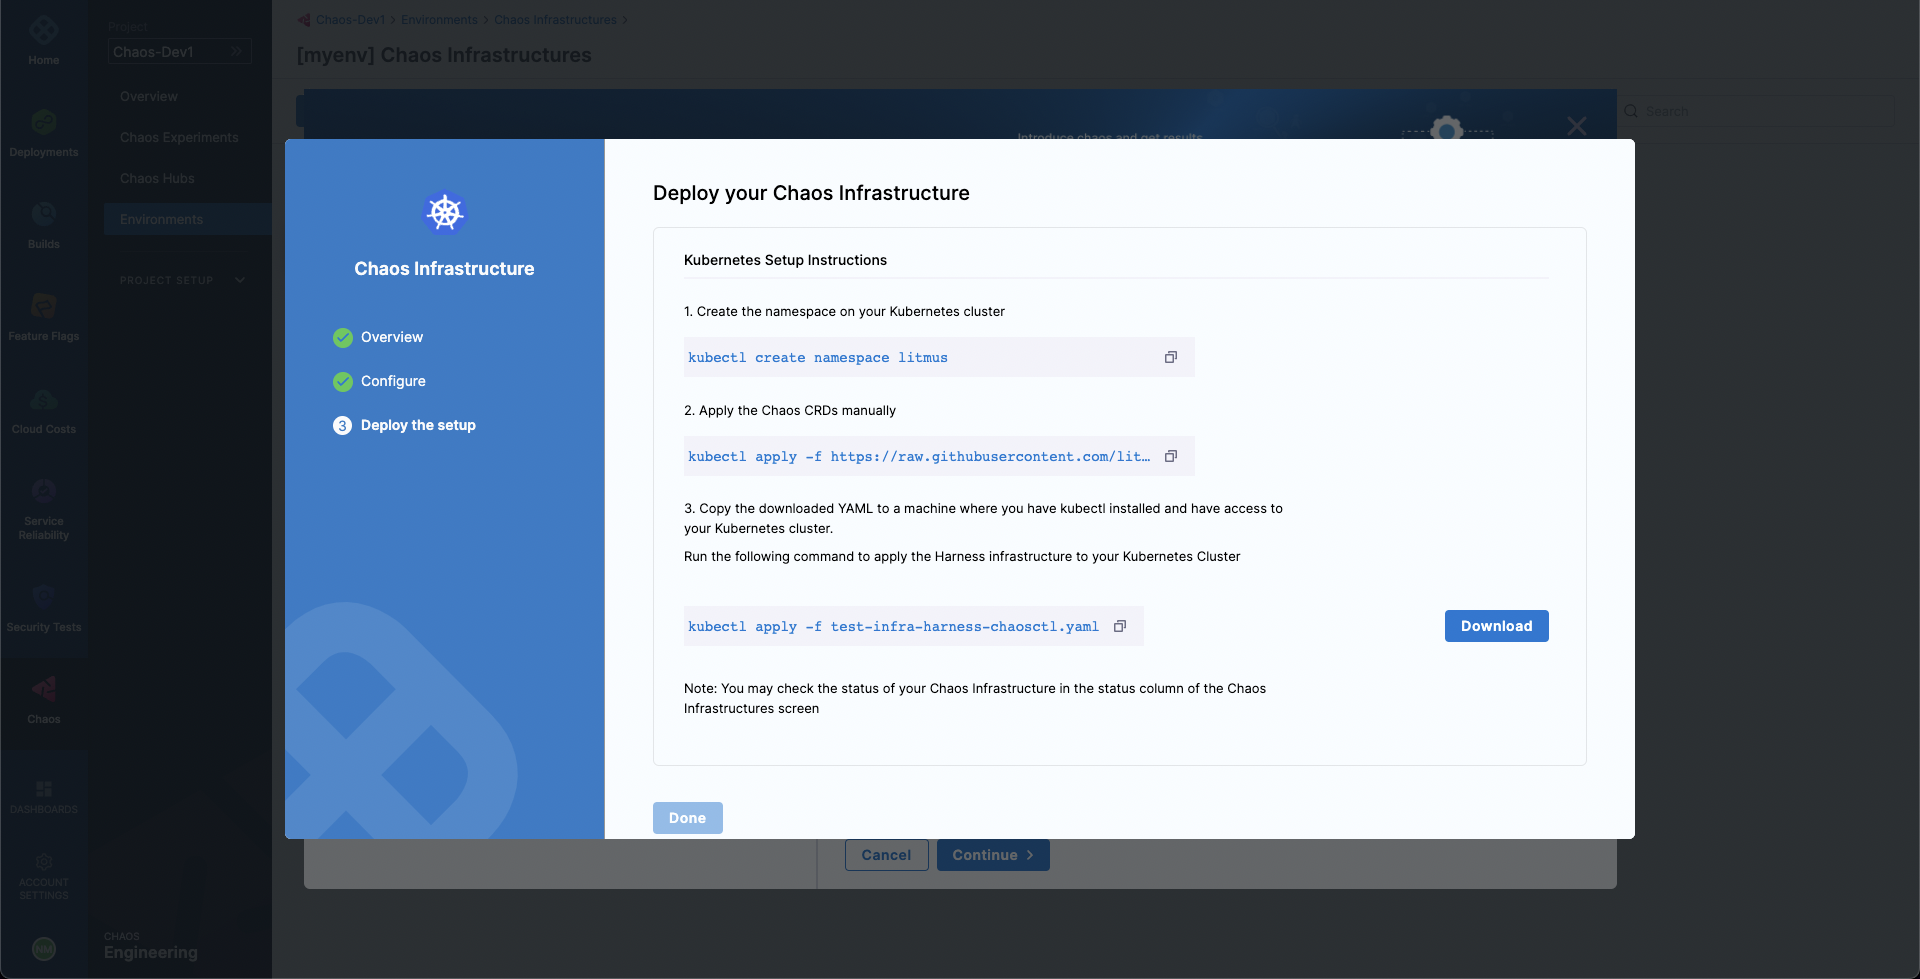 Home
Deployments
Builds
Feature Flags
Cloud Costs
Service
Reliability
Security Tests
Chaos
DASHBOARDS
ACCOUNT
SETTINGS
NM
Project
Chaos-Dev1
Overview
Chaos Experiments
Chaos Hubs
Environments
PROJECT SETUP
CHAOS
Engineering
Chaos-Dev1 > Environments > Chaos Infrastructures >
[myenv] Chaos Infrastructures
Search
Introduce chaos and get results
Chaos Infrastructure
Overview
Configure
3 Deploy the setup
Deploy your Chaos Infrastructure
Kubernetes Setup Instructions
1. Create the namespace on your Kubernetes cluster
kubectl create namespace litmus
2. Apply the Chaos CRDs manually
kubectl apply -f https://raw.githubusercontent.com/lit…
3. Copy the downloaded YAML to a machine where you have kubectl installed and have access to
your Kubernetes cluster.
Run the following command to apply the Harness infrastructure to your Kubernetes Cluster
kubectl apply -f test-infra-harness-chaosctl.yaml
Download
Note: You may check the status of your Chaos Infrastructure in the status column of the Chaos
Infrastructures screen
Done
Cancel
Continue >